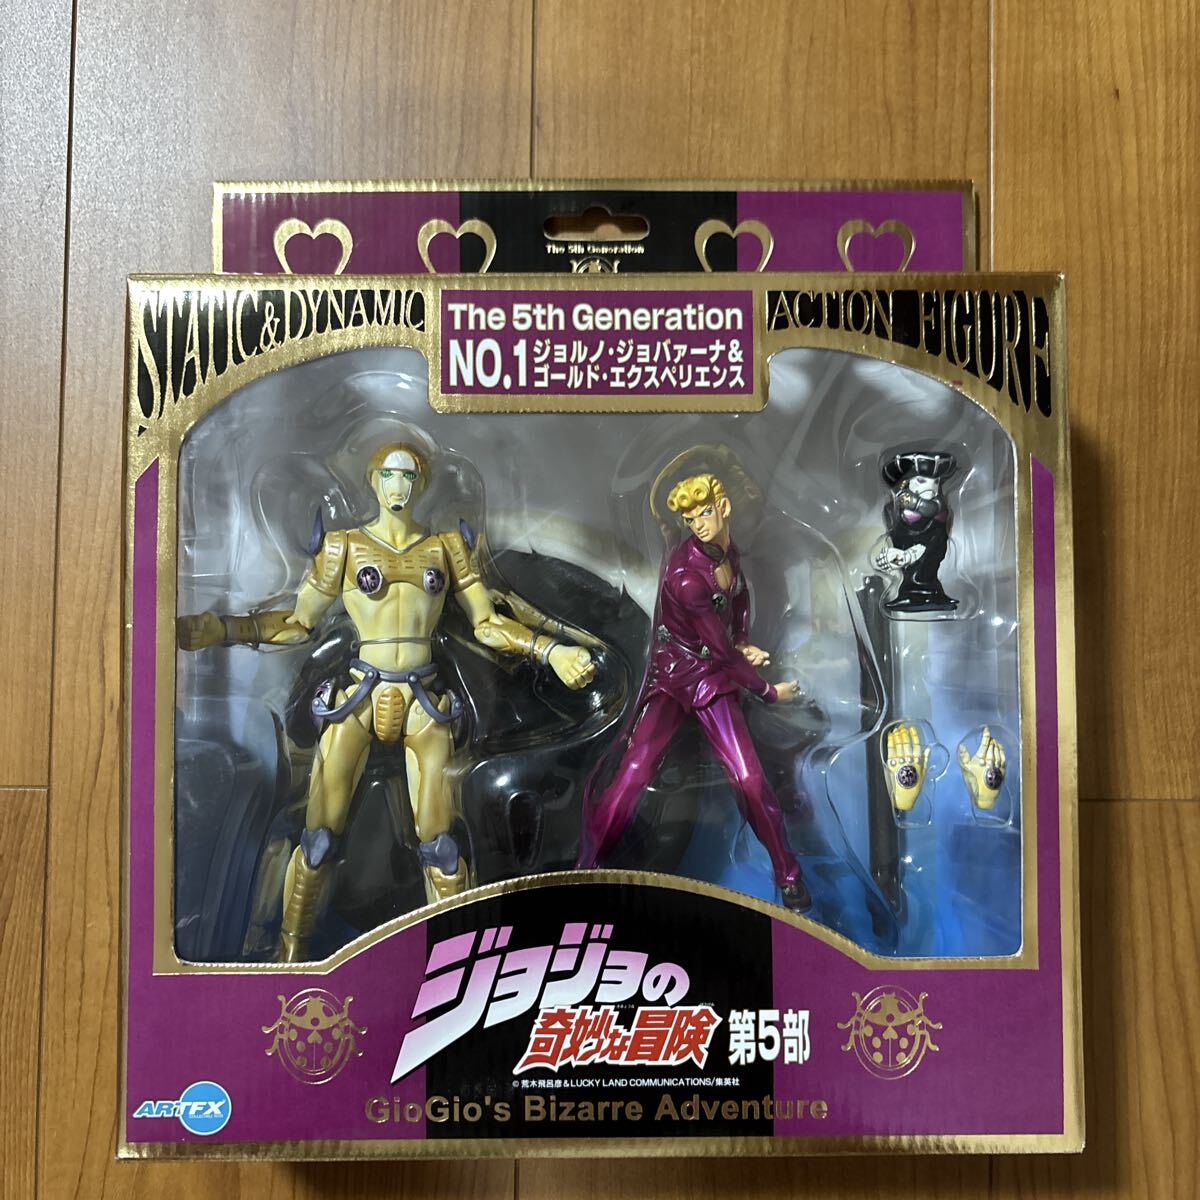 The 5th Generation
STATIC & DYNAMIC
ACTION FIGURE
The 5th Generation
NO.1 ジョルノ・ジョバァーナ&
ゴールド・エクスペリエンス
ジョジョの
奇妙な冒険 第5部
© 荒木飛呂彦&LUCKY LAND COMMUNICATIONS/集英社
GioGio's Bizarre Adventure
ARTFX